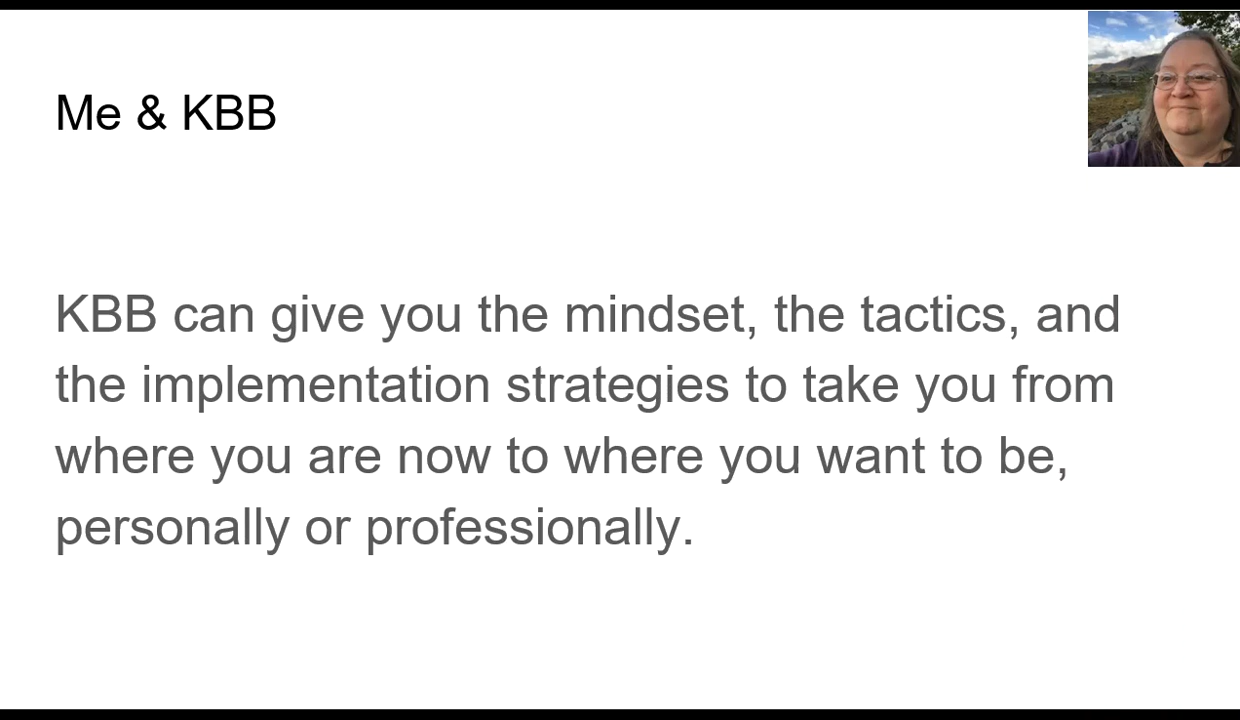 Me & KBB
KBB can give you the mindset, the tactics, and
the implementation strategies to take you from
where you are now to where you want to be,
personally or professionally.